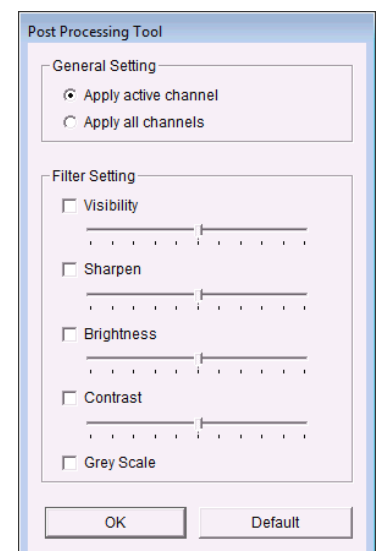 Post Processing Tool
General Setting
Apply active channel
Apply all channels
Filter Setting
Visibility
Sharpen
Brightness
Contrast
Grey Scale
OK Default